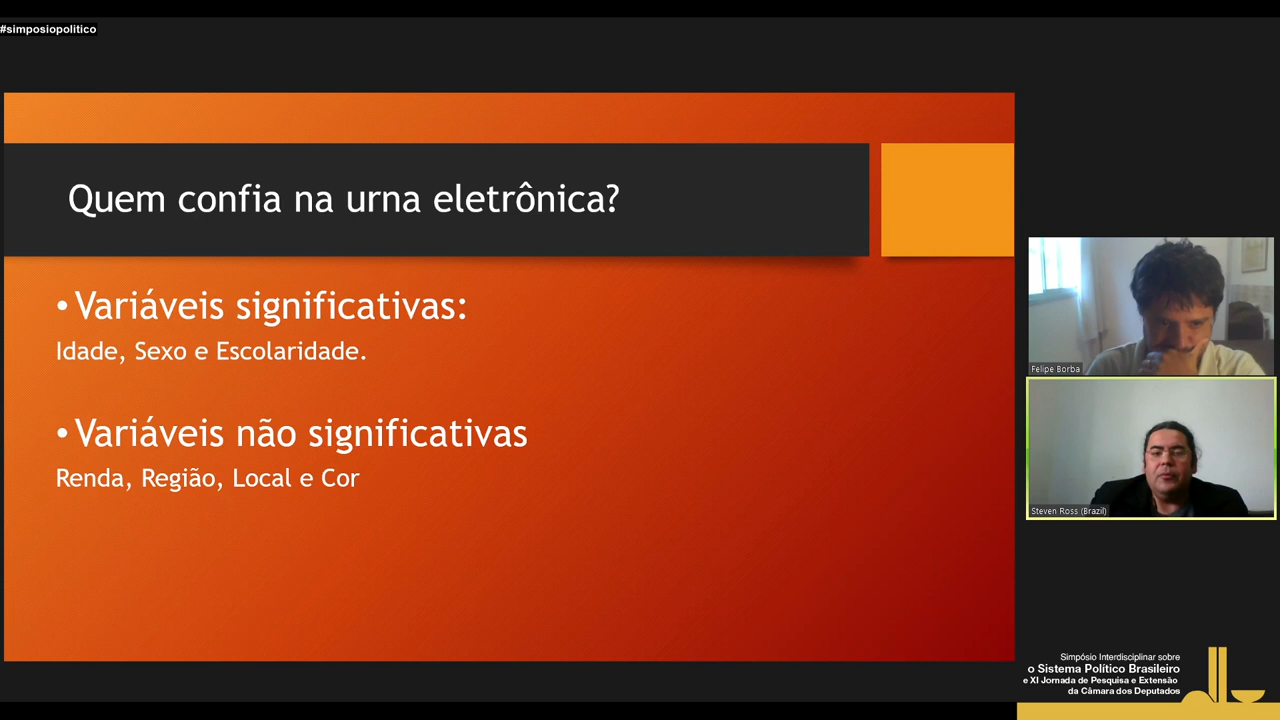 #simposiopolitico
Quem confia na urna eletrônica?
• Variáveis significativas:
Idade, Sexo e Escolaridade.
• Variáveis não significativas
Renda, Região, Local e Cor
Felipe Borba
Steven Ross (Brazil)
Simpósio Interdisciplinar sobre
o Sistema Político Brasileiro
e XI Jornada de Pesquisa e Extensão
da Câmara dos Deputados